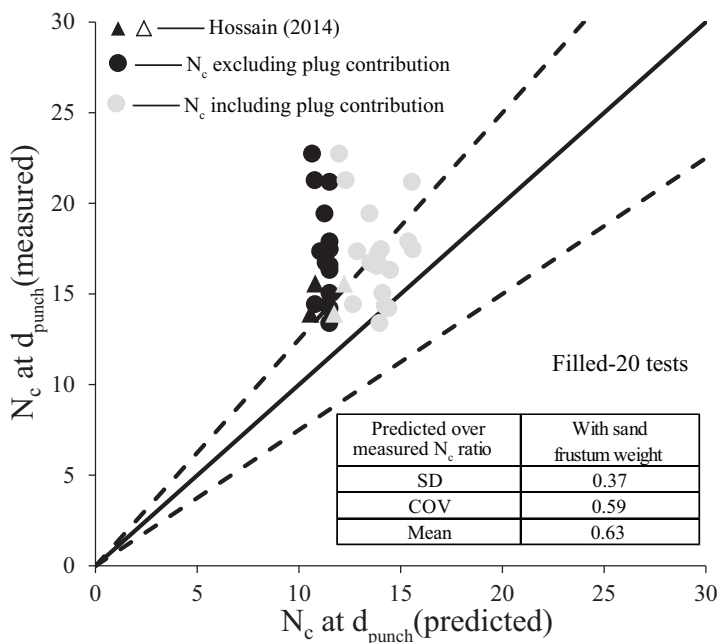 30
25
20
15
10
5
0
N_c at d_punch(measured)
Hossain (2014)
N_c excluding plug contribution
N_c including plug contribution
Filled-20 tests
Predicted over measured N_c ratio
With sand frustum weight
SD 0.37
COV 0.59
Mean 0.63
0 5 10 15 20 25 30
N_c at d_punch(predicted)